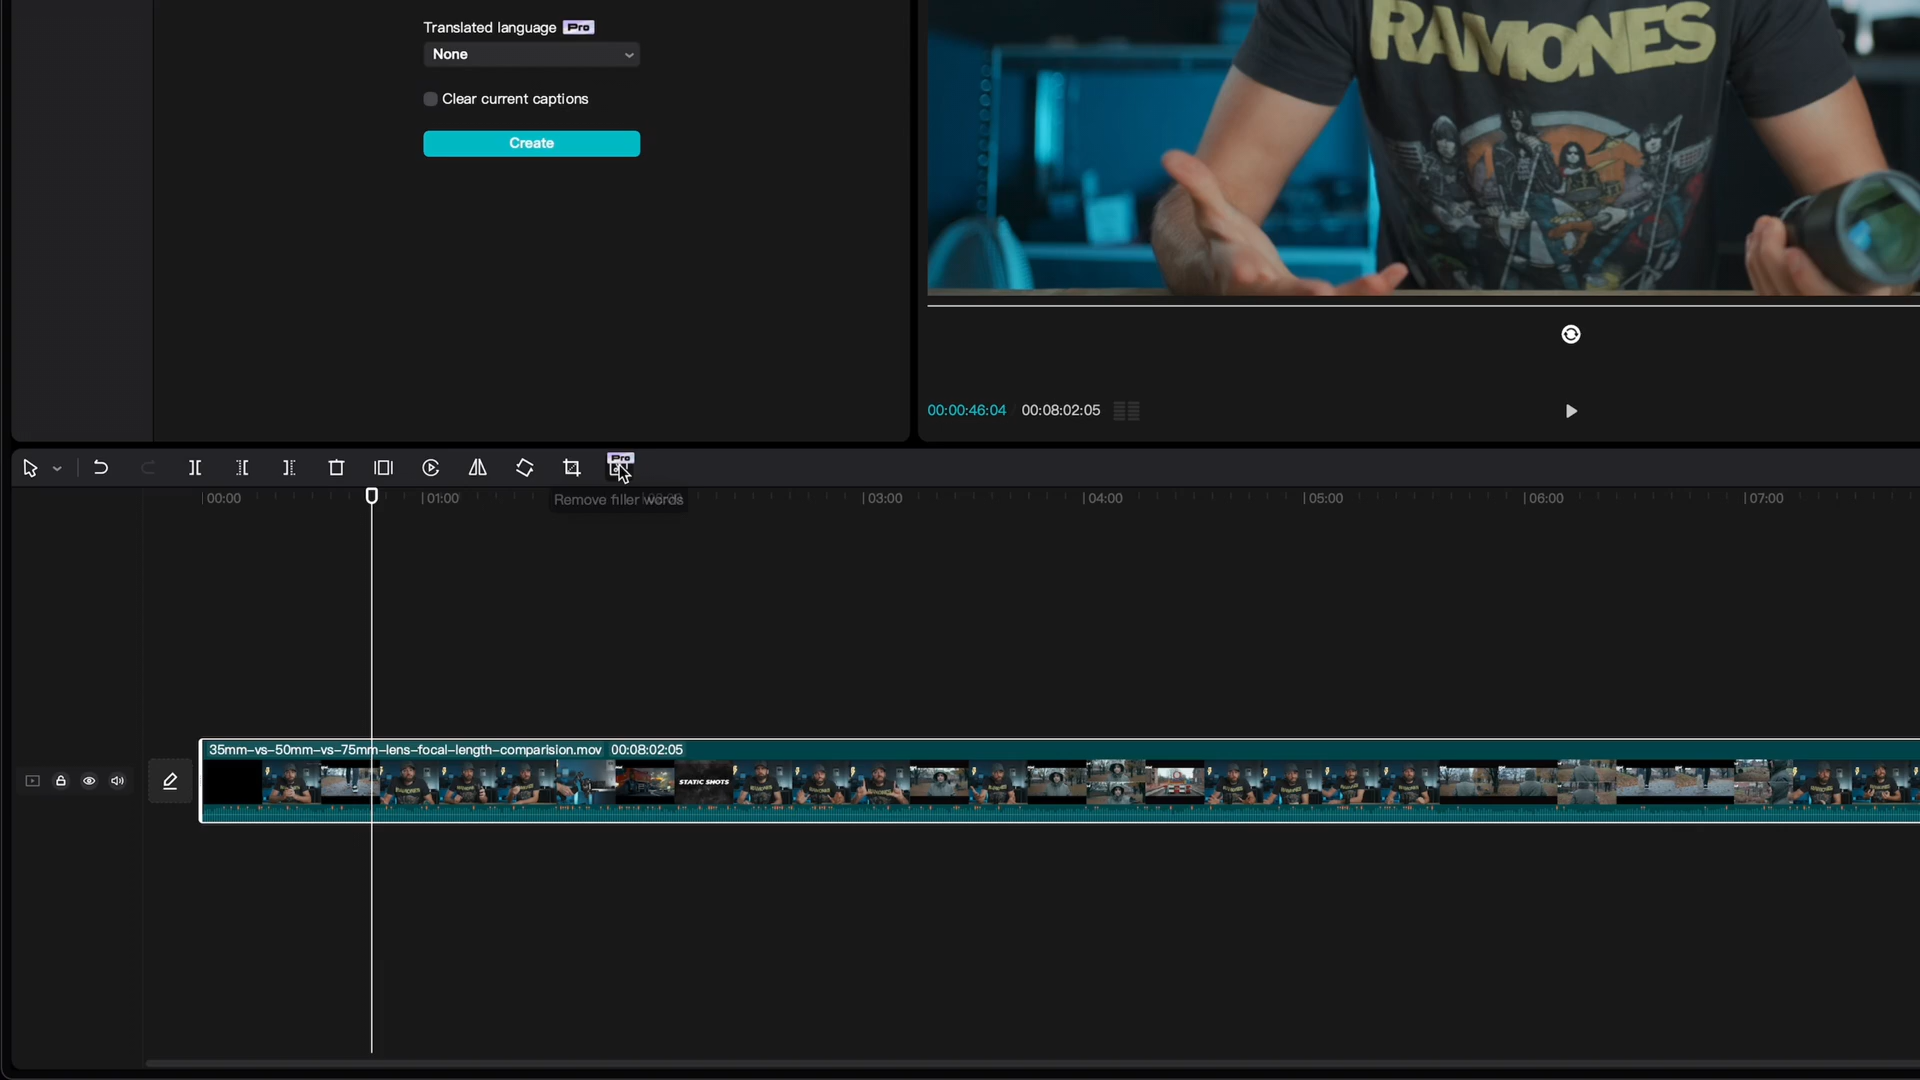 Translated language Pro
None
Clear current captions
Create
RAMONES
00:00:46:04 00:08:02:05
Pro
00:00 01:00 03:00 04:00 05:00 06:00 07:00
Remove filler words
35mm-vs-50mm-vs-75mm-lens-focal-length-comparision.mov 00:08:02:05
STATIC SHOTS